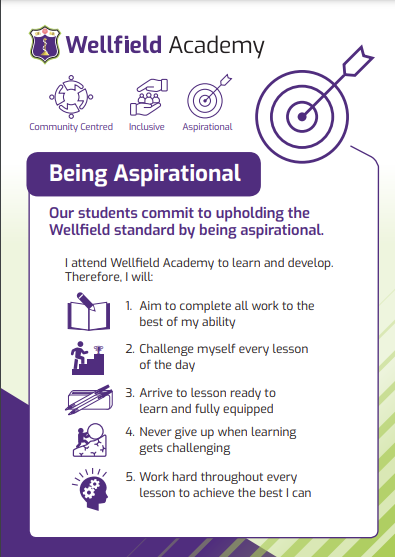 Wellfield Academy
Community Centred
Inclusive
Aspirational
Being Aspirational
Our students commit to upholding the
Wellfield standard by being aspirational.
I attend Wellfield Academy to learn and develop.
Therefore, I will:
1. Aim to complete all work to the
best of my ability
2. Challenge myself every lesson
of the day
3. Arrive to lesson ready to
learn and fully equipped
4. Never give up when learning
gets challenging
5. Work hard throughout every
lesson to achieve the best I can